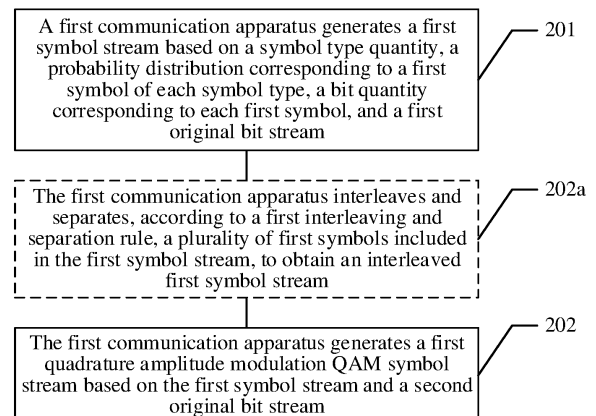 A first communication apparatus generates a first
symbol stream based on a symbol type quantity, a
probability distribution corresponding to a first
symbol of each symbol type, a bit quantity
corresponding to each first symbol, and a first
original bit stream
201
The first communication apparatus interleaves and
separates, according to a first interleaving and
separation rule, a plurality of first symbols included
in the first symbol stream, to obtain an interleaved
first symbol stream
202a
The first communication apparatus generates a first
quadrature amplitude modulation QAM symbol
stream based on the first symbol stream and a second
original bit stream
202